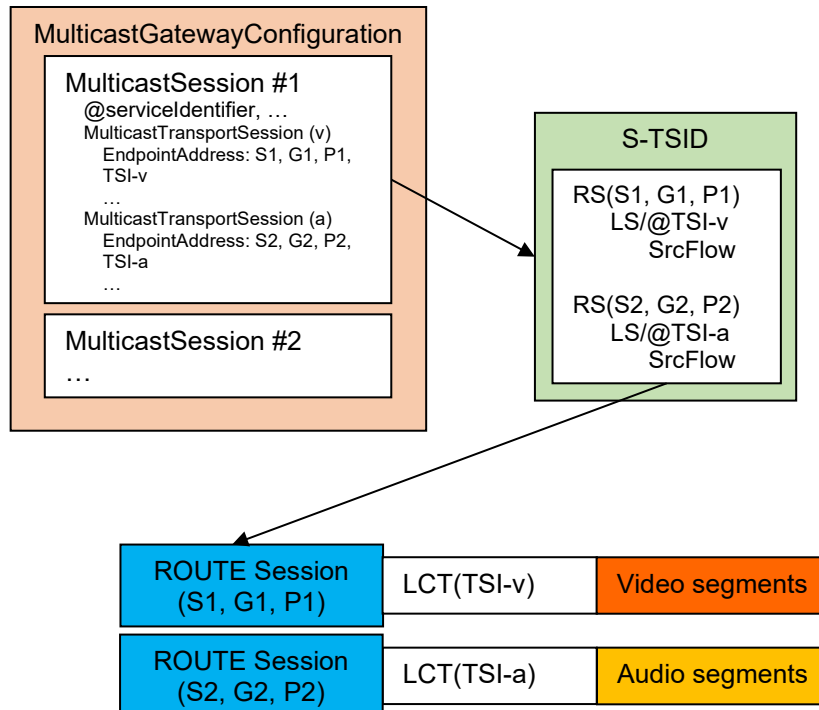 MulticastGatewayConfiguration
MulticastSession #1
@serviceIdentifier, …
MulticastTransportSession (v)
EndpointAddress: S1, G1, P1,
TSI-v
…
MulticastTransportSession (a)
EndpointAddress: S2, G2, P2,
TSI-a
…
MulticastSession #2
…
S-TSID
RS(S1, G1, P1)
LS/@TSI-v
SrcFlow
RS(S2, G2, P2)
LS/@TSI-a
SrcFlow
ROUTE Session
(S1, G1, P1)
LCT(TSI-v)
Video segments
ROUTE Session
(S2, G2, P2)
LCT(TSI-a)
Audio segments